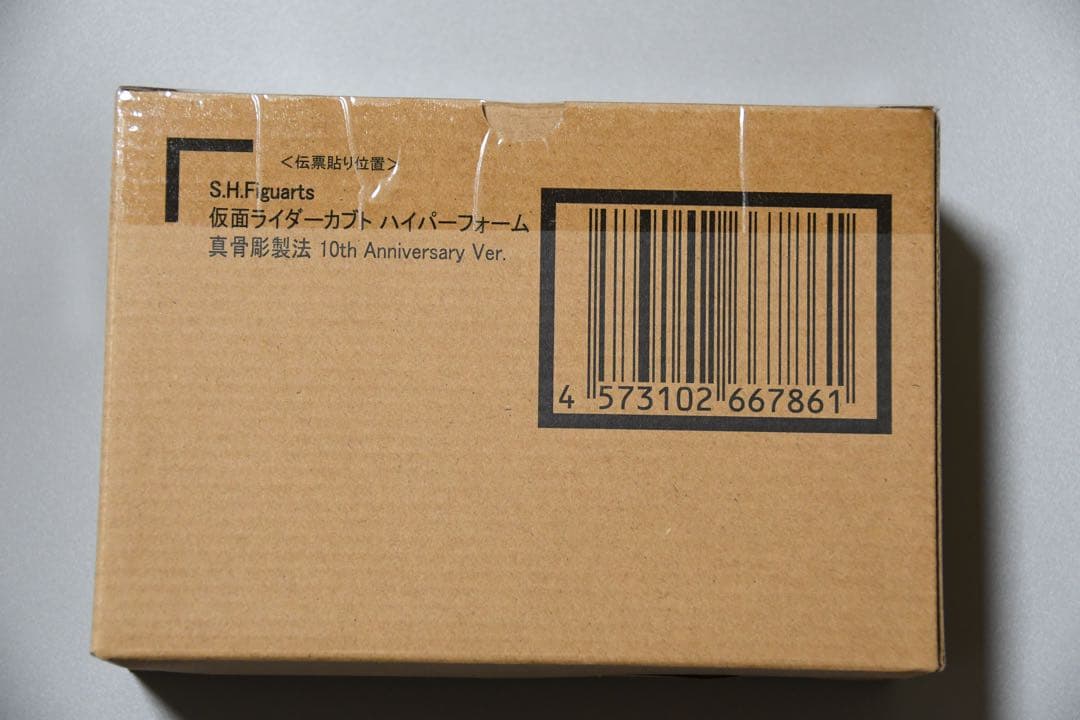 <伝票貼り位置>
S.H.Figuarts
仮面ライダーカブト ハイパーフォーム
真骨彫製法 10th Anniversary Ver.
4 573102 667861